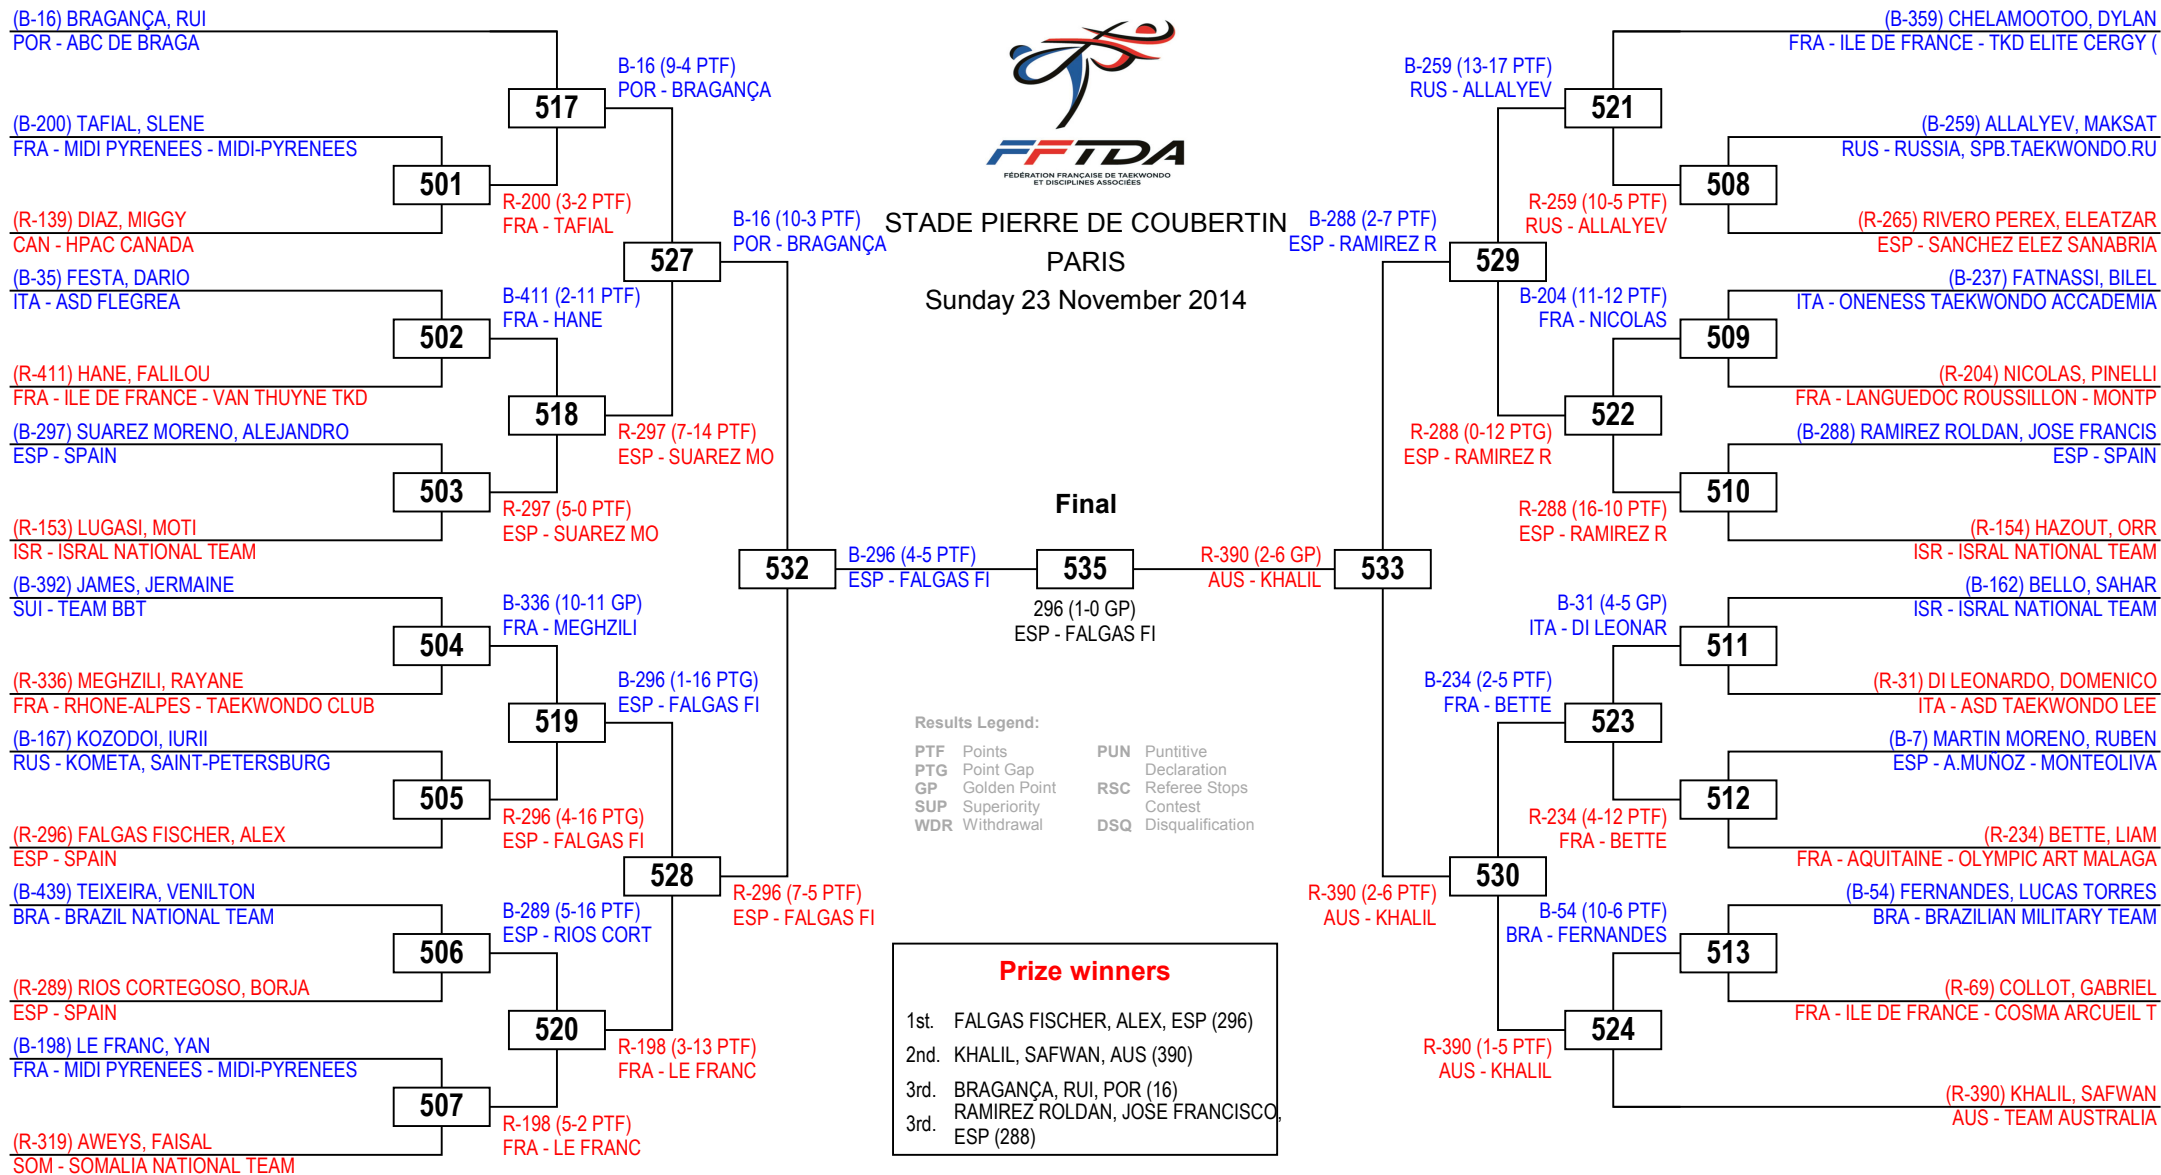 (B-16) BRAGANÇA, RUI
POR - ABC DE BRAGA
(B-200) TAFIAL, SLENE
FRA - MIDI PYRENEES - MIDI-PYRENEES
(R-139) DIAZ, MIGGY
CAN - HPAC CANADA
(B-35) FESTA, DARIO
ITA - ASD FLEGREA
(R-411) HANE, FALILOU
FRA - ILE DE FRANCE - VAN THUYNE TKD
(B-297) SUAREZ MORENO, ALEJANDRO
ESP - SPAIN
(R-153) LUGASI, MOTI
ISR - ISRAL NATIONAL TEAM
(B-392) JAMES, JERMAINE
SUI - TEAM BBT
(R-336) MEGHZILI, RAYANE
FRA - RHONE-ALPES - TAEKWONDO CLUB
(B-167) KOZODOI, IURII
RUS - KOMETA, SAINT-PETERSBURG
(R-296) FALGAS FISCHER, ALEX
ESP - SPAIN
(B-439) TEIXEIRA, VENILTON
BRA - BRAZIL NATIONAL TEAM
(R-289) RIOS CORTEGOSO, BORJA
ESP - SPAIN
(B-198) LE FRANC, YAN
FRA - MIDI PYRENEES - MIDI-PYRENEES
(R-319) AWEYS, FAISAL
SOM - SOMALIA NATIONAL TEAM
501
R-200 (3-2 PTF)
FRA - TAFIAL
502
B-411 (2-11 PTF)
FRA - HANE
503
R-297 (5-0 PTF)
ESP - SUAREZ MO
504
B-336 (10-11 GP)
FRA - MEGHZILI
505
R-296 (4-16 PTG)
ESP - FALGAS FI
506
B-289 (5-16 PTF)
ESP - RIOS CORT
507
R-198 (5-2 PTF)
FRA - LE FRANC
517
B-16 (9-4 PTF)
POR - BRAGANÇA
518
R-297 (7-14 PTF)
ESP - SUAREZ MO
519
B-296 (1-16 PTG)
ESP - FALGAS FI
520
R-198 (3-13 PTF)
FRA - LE FRANC
527
B-16 (10-3 PTF)
POR - BRAGANÇA
528
R-296 (7-5 PTF)
ESP - FALGAS FI
532
B-296 (4-5 PTF)
ESP - FALGAS FI
FFTDA
FÉDÉRATION FRANÇAISE DE TAEKWONDO
ET DISCIPLINES ASSOCIÉES
STADE PIERRE DE COUBERTIN
PARIS
Sunday 23 November 2014
Final
535
296 (1-0 GP)
ESP - FALGAS FI
Results Legend:
PTF Points
PTG Point Gap
GP Golden Point
SUP Superiority
WDR Withdrawal
PUN Puntitive
Declaration
RSC Referee Stops
Contest
DSQ Disqualification
Prize winners
1st. FALGAS FISCHER, ALEX, ESP (296)
2nd. KHALIL, SAFWAN, AUS (390)
3rd. BRAGANÇA, RUI, POR (16)
3rd. RAMIREZ ROLDAN, JOSE FRANCISCO,
ESP (288)
R-390 (2-6 GP)
AUS - KHALIL
533
B-288 (2-7 PTF)
ESP - RAMIREZ R
529
R-390 (2-6 PTF)
AUS - KHALIL
530
B-259 (13-17 PTF)
RUS - ALLALYEV
521
R-288 (0-12 PTG)
ESP - RAMIREZ R
522
B-234 (2-5 PTF)
FRA - BETTE
523
R-390 (1-5 PTF)
AUS - KHALIL
524
R-259 (10-5 PTF)
RUS - ALLALYEV
508
B-204 (11-12 PTF)
FRA - NICOLAS
509
R-288 (16-10 PTF)
ESP - RAMIREZ R
510
B-31 (4-5 GP)
ITA - DI LEONAR
511
R-234 (4-12 PTF)
FRA - BETTE
512
B-54 (10-6 PTF)
BRA - FERNANDES
513
(B-359) CHELAMOOTOO, DYLAN
FRA - ILE DE FRANCE - TKD ELITE CERGY (
(B-259) ALLALYEV, MAKSAT
RUS - RUSSIA, SPB.TAEKWONDO.RU
(R-265) RIVERO PEREX, ELEATZAR
ESP - SANCHEZ ELEZ SANABRIA
(B-237) FATNASSI, BILEL
ITA - ONENESS TAEKWONDO ACCADEMIA
(R-204) NICOLAS, PINELLI
FRA - LANGUEDOC ROUSSILLON - MONTP
(B-288) RAMIREZ ROLDAN, JOSE FRANCIS
ESP - SPAIN
(R-154) HAZOUT, ORR
ISR - ISRAL NATIONAL TEAM
(B-162) BELLO, SAHAR
ISR - ISRAL NATIONAL TEAM
(R-31) DI LEONARDO, DOMENICO
ITA - ASD TAEKWONDO LEE
(B-7) MARTIN MORENO, RUBEN
ESP - A.MUÑOZ - MONTEOLIVA
(R-234) BETTE, LIAM
FRA - AQUITAINE - OLYMPIC ART MALAGA
(B-54) FERNANDES, LUCAS TORRES
BRA - BRAZILIAN MILITARY TEAM
(R-69) COLLOT, GABRIEL
FRA - ILE DE FRANCE - COSMA ARCUEIL T
(R-390) KHALIL, SAFWAN
AUS - TEAM AUSTRALIA